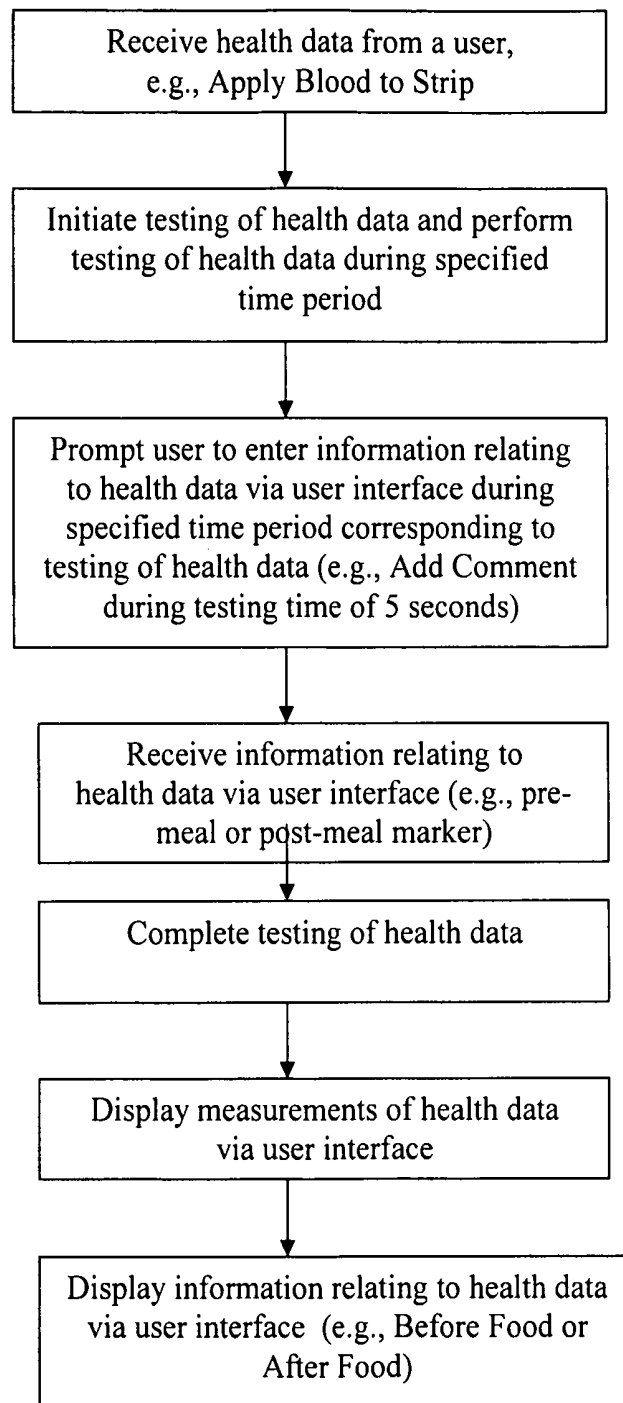 Receive health data from a user,
e.g., Apply Blood to Strip
Initiate testing of health data and perform
testing of health data during specified
time period
Prompt user to enter information relating
to health data via user interface during
specified time period corresponding to
testing of health data (e.g., Add Comment
during testing time of 5 seconds)
Receive information relating to
health data via user interface (e.g., pre-
meal or post-meal marker)
Complete testing of health data
Display measurements of health data
via user interface
Display information relating to health data
via user interface (e.g., Before Food or
After Food)